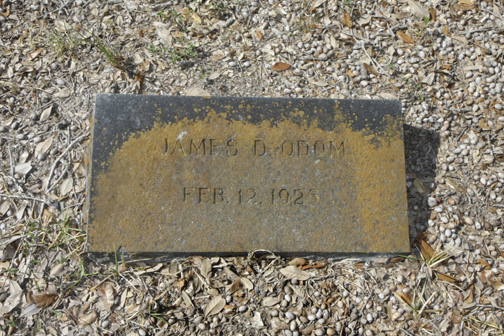 JAMES D. ODOM
FEB. 12, 1925